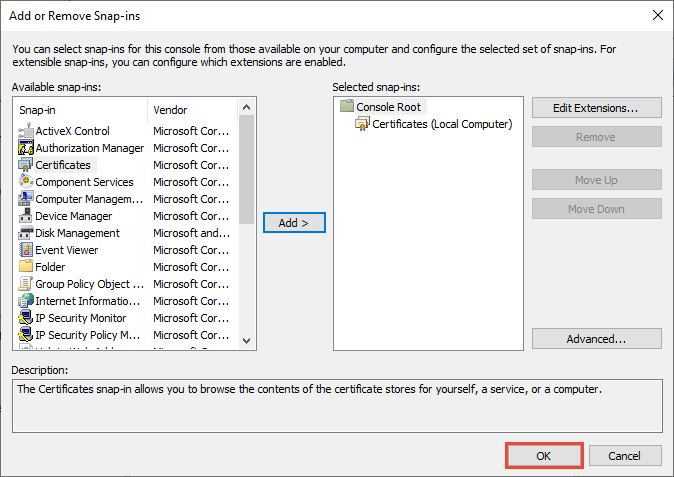 Add or Remove Snap-ins
You can select snap-ins for this console from those available on your computer and configure the selected set of snap-ins. For
extensible snap-ins, you can configure which extensions are enabled.
Available snap-ins:
Snap-in Vendor
ActiveX Control Microsoft Cor...
Authorization Manager Microsoft Cor...
Certificates Microsoft Cor...
Component Services Microsoft Cor...
Computer Managem... Microsoft Cor...
Device Manager Microsoft Cor...
Disk Management Microsoft and...
Event Viewer Microsoft Cor...
Folder Microsoft Cor...
Group Policy Object ... Microsoft Cor...
Internet Informatio... Microsoft Cor...
IP Security Monitor Microsoft Cor...
IP Security Policy M... Microsoft Cor...
Add >
Selected snap-ins:
Console Root
Certificates (Local Computer)
Edit Extensions...
Remove
Move Up
Move Down
Advanced...
Description:
The Certificates snap-in allows you to browse the contents of the certificate stores for yourself, a service, or a computer.
OK
Cancel